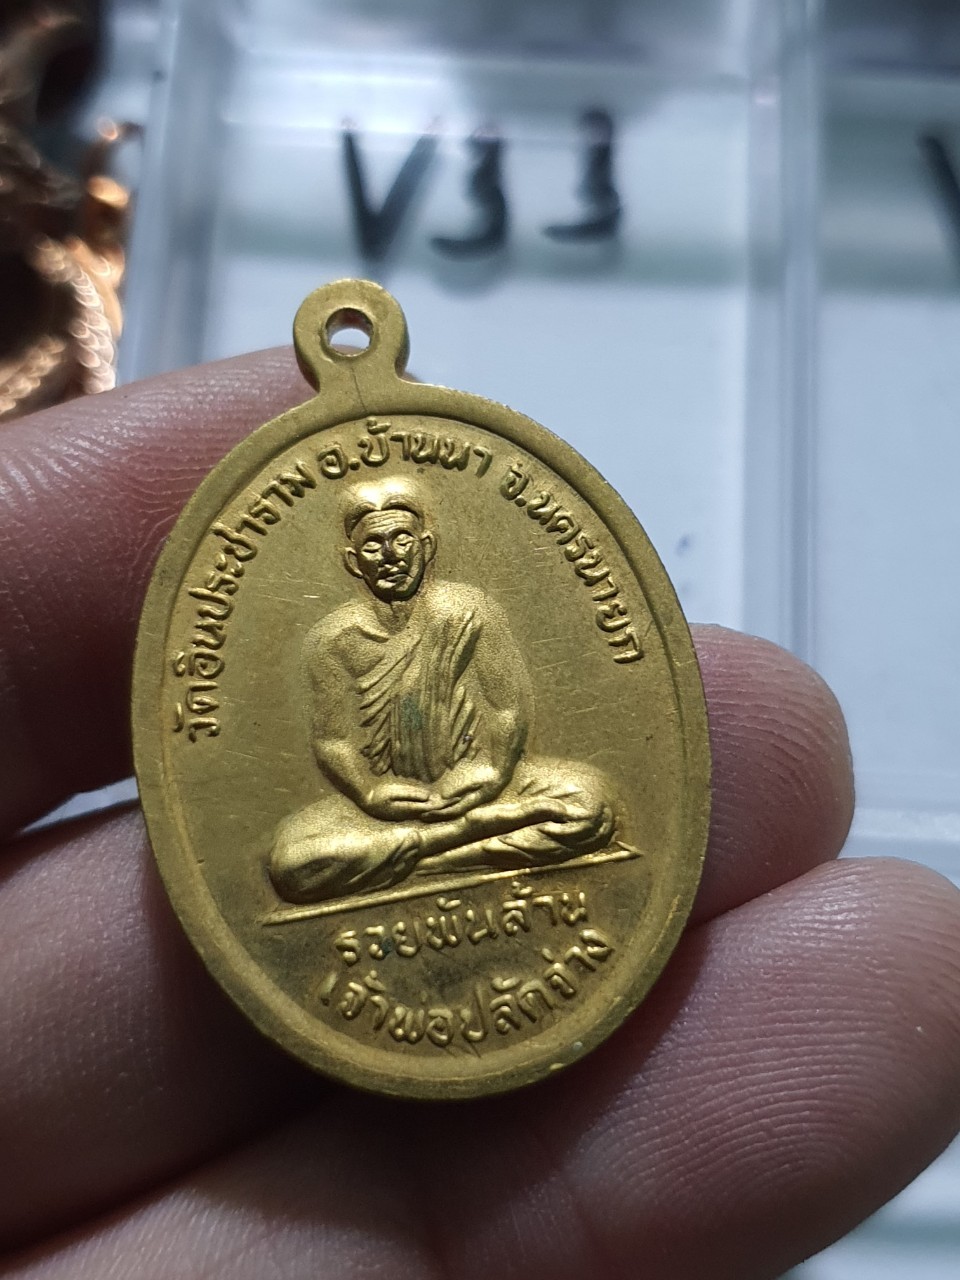 V33
วัดอินประชาราม อ.บ้านนา จ.นครนายก
รวยพันล้าน
เจ้าพ่อปลัดจ่าง